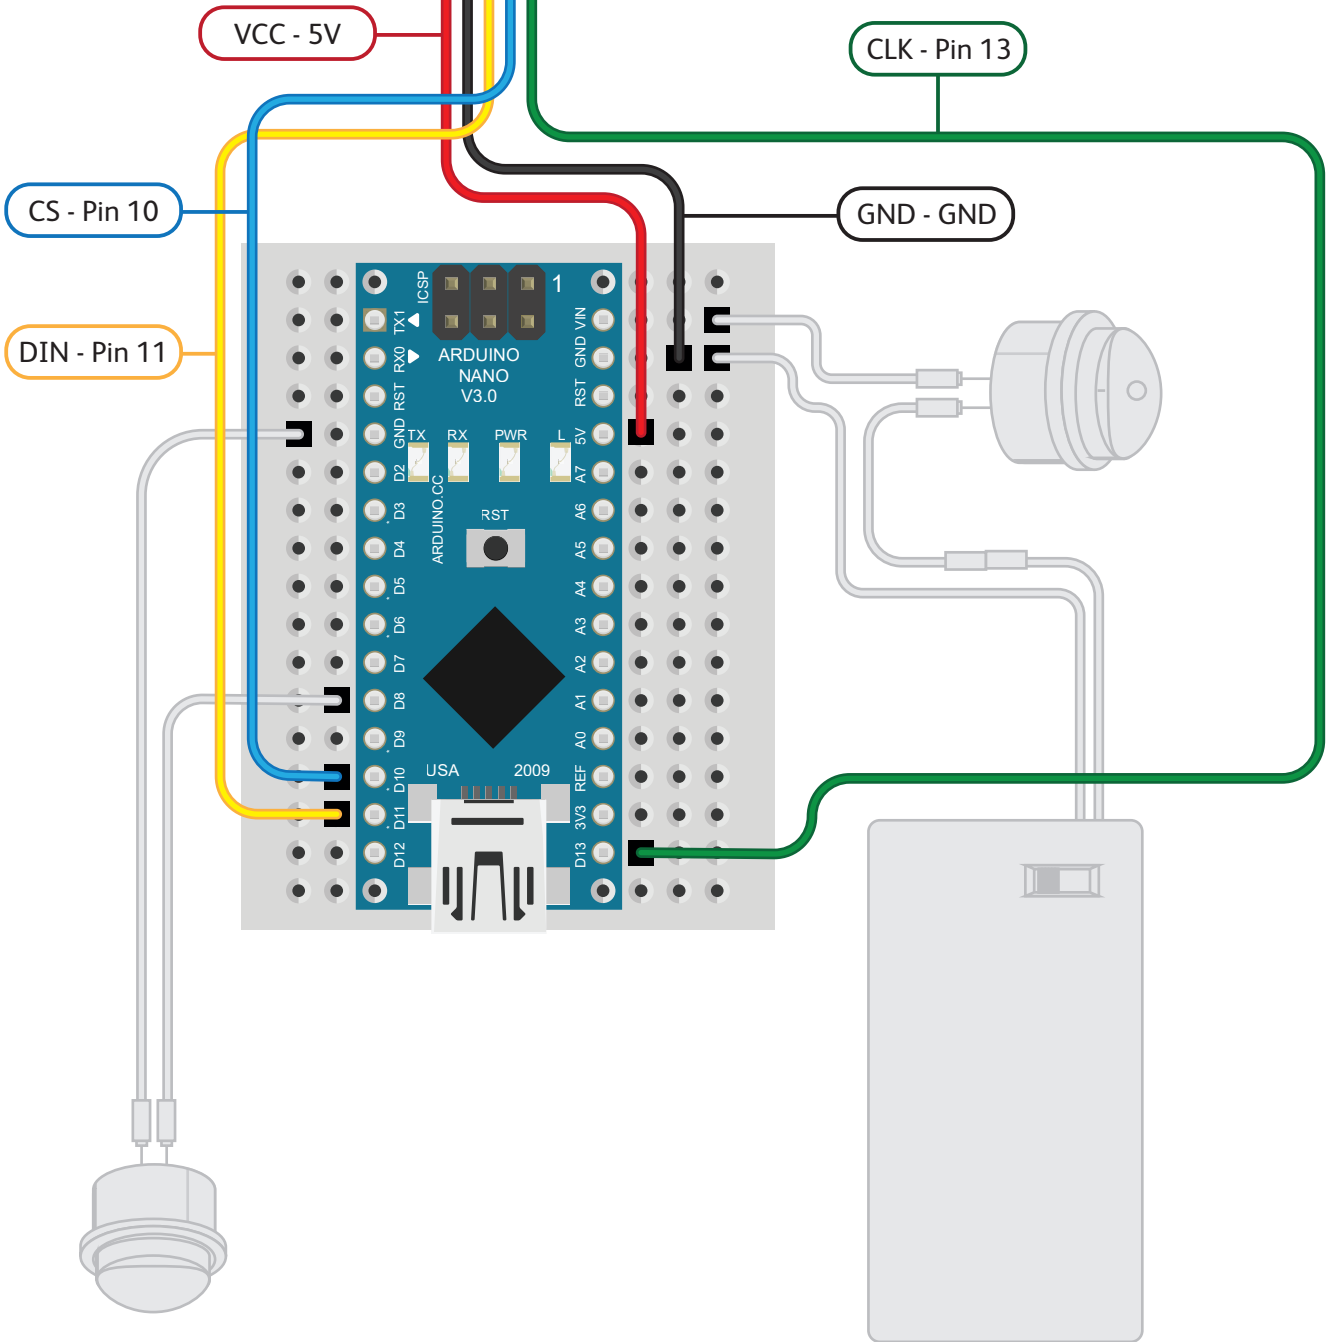 VCC - 5V
CLK - Pin 13
CS - Pin 10
GND - GND
DIN - Pin 11
ICSP
1
ARDUINO
NANO
V3.0
TX1
RX0
RST
GND
D2
D3
D4
D5
D6
D7
D8
D9
D10
D11
D12
VIN
GND
RST
5V
A7
A6
A5
A4
A3
A2
A1
A0
REF
3V3
D13
TX
RX
PWR
L
ARDUINO.CC
RST
USA
2009